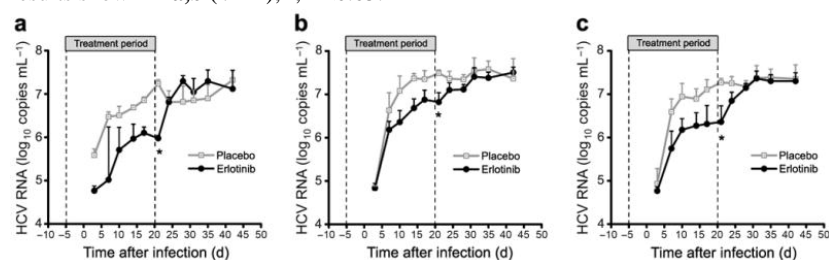 results show
a
Treatment period
HCV RNA (log10 copies mL−1)
8
7
6
5
4
Placebo
Erlotinib
*
−10 −5 0 5 10 15 20 25 30 35 40 45 50
Time after infection (d)
b
Treatment period
HCV RNA (log10 copies mL−1)
8
7
6
5
4
Placebo
Erlotinib
*
−10 −5 0 5 10 15 20 25 30 35 40 45 50
Time after infection (d)
c
Treatment period
HCV RNA (log10 copies mL−1)
8
7
6
5
4
Placebo
Erlotinib
*
−10 −5 0 5 10 15 20 25 30 35 40 45 50
Time after infection (d)